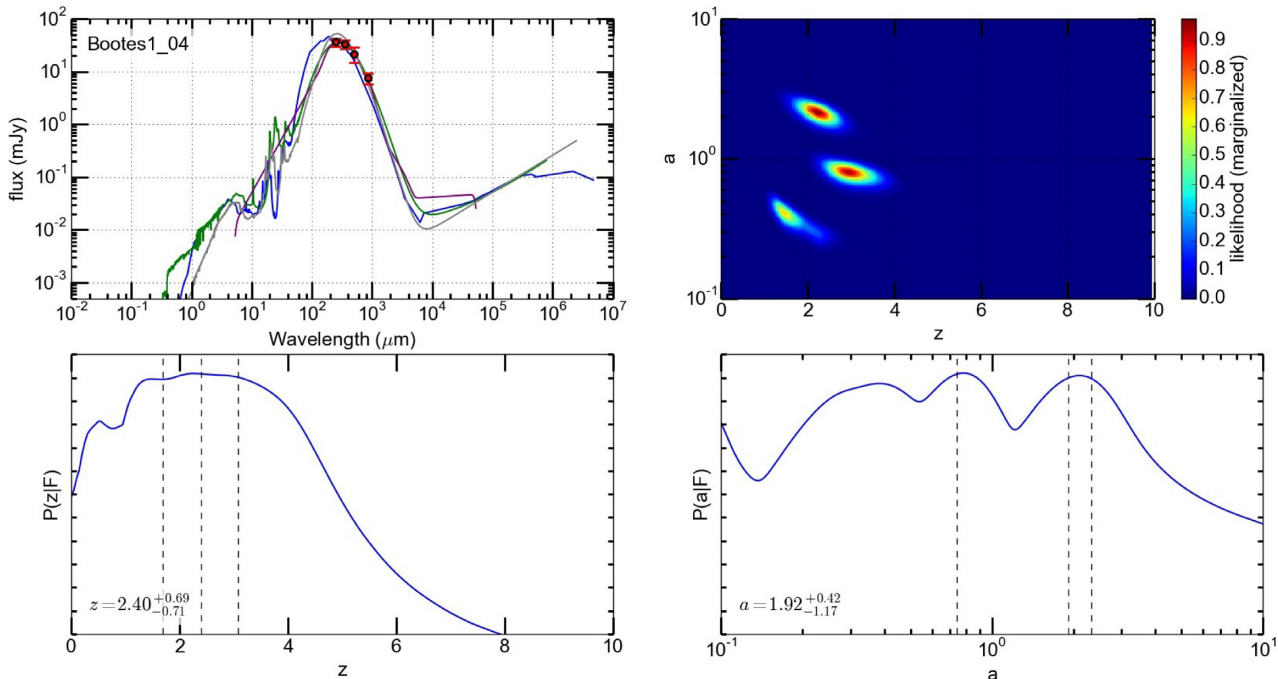 Bootes1_04
flux (mJy)
10^2
10^1
10^0
10^-1
10^-2
10^-3
10^-2 10^-1 10^0 10^1 10^2 10^3 10^4 10^5 10^6 10^7
Wavelength (μm)
a
10^1
10^0
10^-1
0 2 4 6 8 10
z
0.9
0.8
0.7
0.6
0.5
0.4
0.3
0.2
0.1
0.0
likelihood (marginalized)
P(z|F)
z=2.40 +0.69 -0.71
0 2 4 6 8 10
z
P(a|F)
a=1.92 +0.42 -1.17
10^-1 10^0 10^1
a